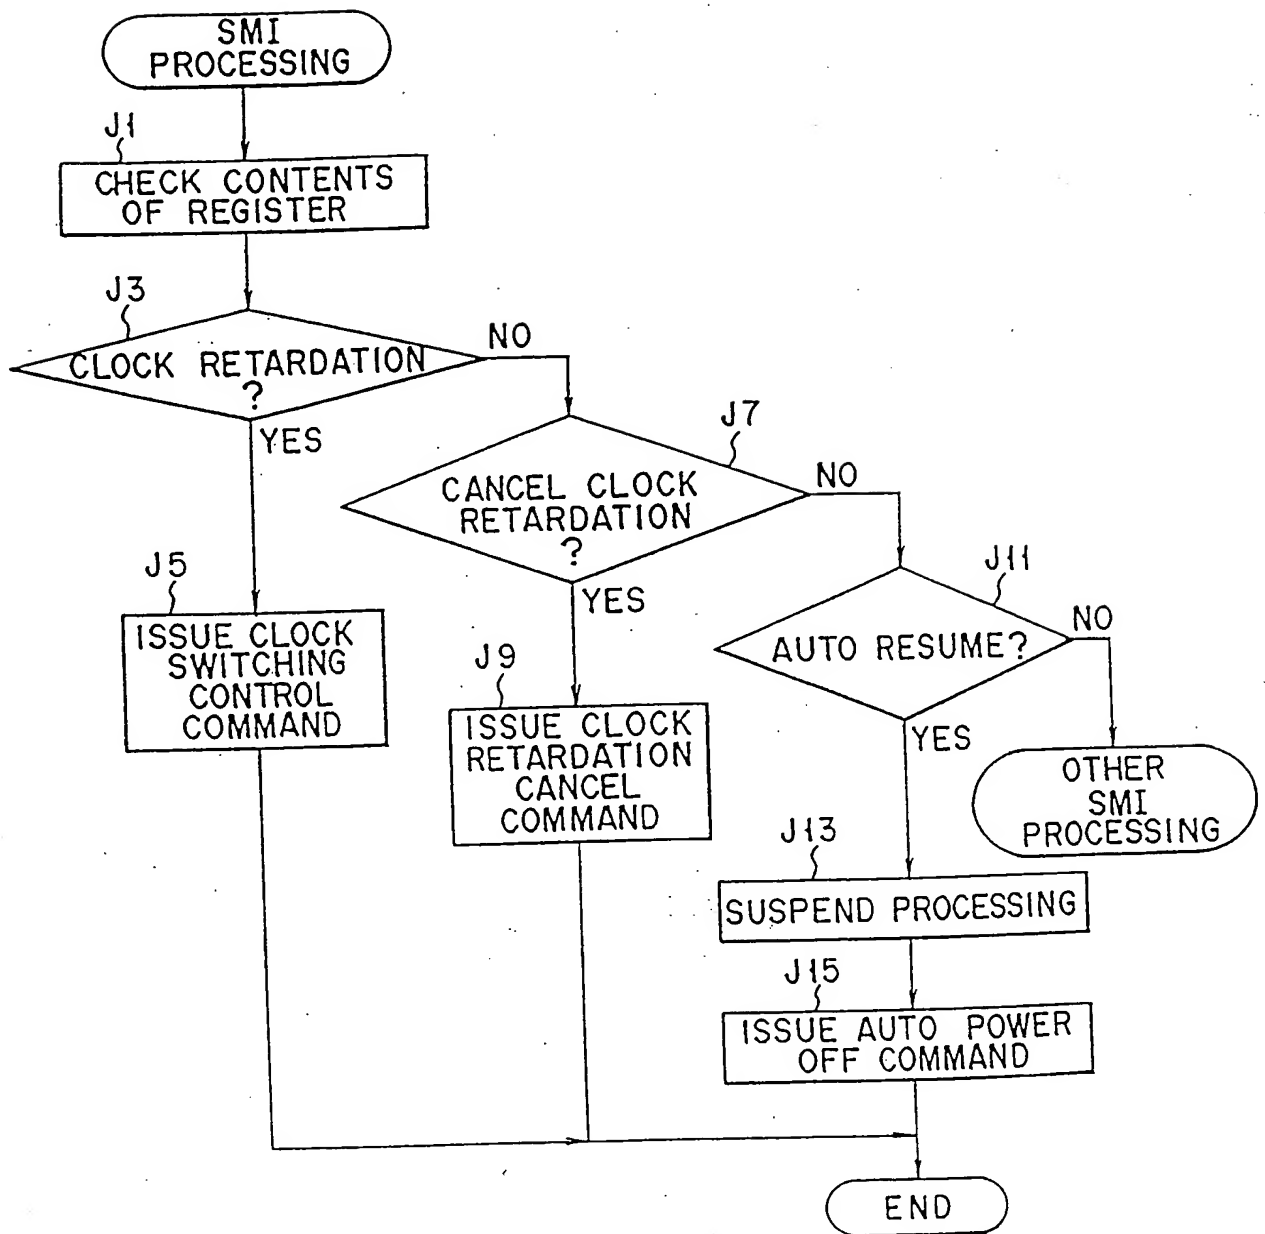 SMI
PROCESSING
J1
CHECK CONTENTS
OF REGISTER
J3
CLOCK RETARDATION
?
NO
YES
J7
CANCEL CLOCK
RETARDATION
?
NO
YES
J5
ISSUE CLOCK
SWITCHING
CONTROL
COMMAND
J9
ISSUE CLOCK
RETARDATION
CANCEL
COMMAND
J11
AUTO RESUME?
NO
YES
OTHER
SMI
PROCESSING
J13
SUSPEND PROCESSING
J15
ISSUE AUTO POWER
OFF COMMAND
END